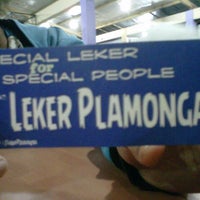 ECIAL LEKER
for
SPECIAL PEOPLE
LEKER PLAMONGA